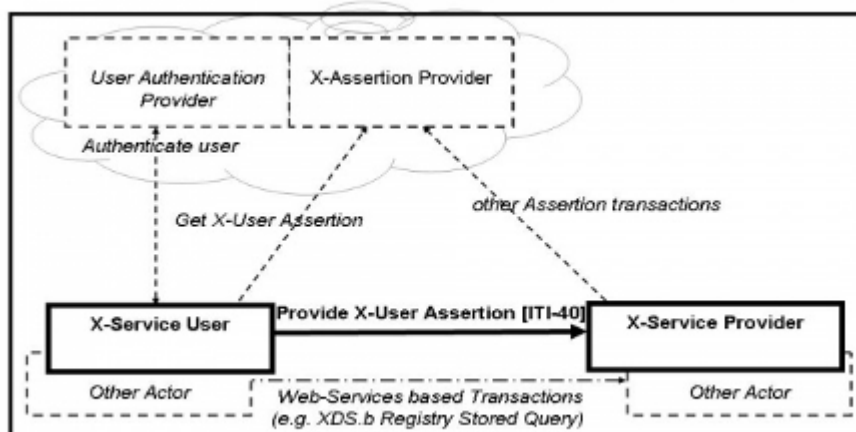 User Authentication
Provider
X-Assertion Provider
Authenticate user
Get X-User Assertion
other Assertion transactions
Provide X-User Assertion [ITI-40]
X-Service User
X-Service Provider
Other Actor
Web-Services based Transactions
(e.g. XDS.b Registry Stored Query)
Other Actor